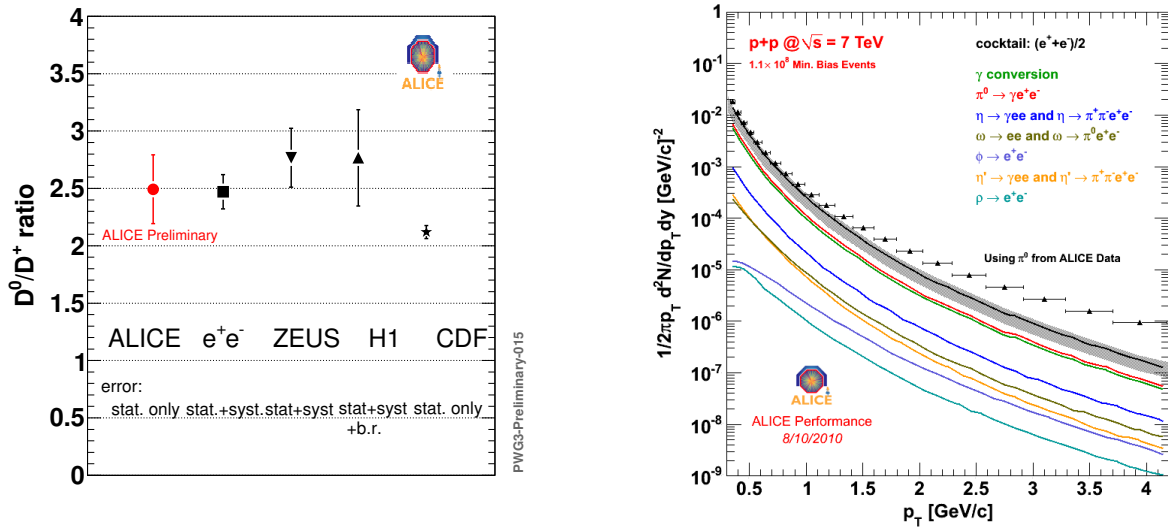 D⁰/D⁺ ratio
4
3.5
3
2.5
2
1.5
1
0.5
0
ALICE
ALICE Preliminary
ALICE e⁺e⁻ ZEUS H1 CDF
error:
stat. only stat.+syst. stat+syst stat+syst stat. only
+b.r.
PWG3-Preliminary-015
1/2πp_T d²N/dp_Tdy [GeV/c]⁻²
10⁻¹
10⁻²
10⁻³
10⁻⁴
10⁻⁵
10⁻⁶
10⁻⁷
10⁻⁸
10⁻⁹
p+p @ √s = 7 TeV
1.1× 10⁸ Min. Bias Events
cocktail: (e⁺+e⁻)/2
γ conversion
π⁰ → γe⁺e⁻
η → γee and η → π⁺π⁻e⁺e⁻
ω → ee and ω → π⁰e⁺e⁻
ϕ → e⁺e⁻
η' → γee and η' → π⁺π⁻e⁺e⁻
ρ → e⁺e⁻
Using π⁰ from ALICE Data
ALICE
ALICE Performance
8/10/2010
0.5 1 1.5 2 2.5 3 3.5 4
p_T [GeV/c]